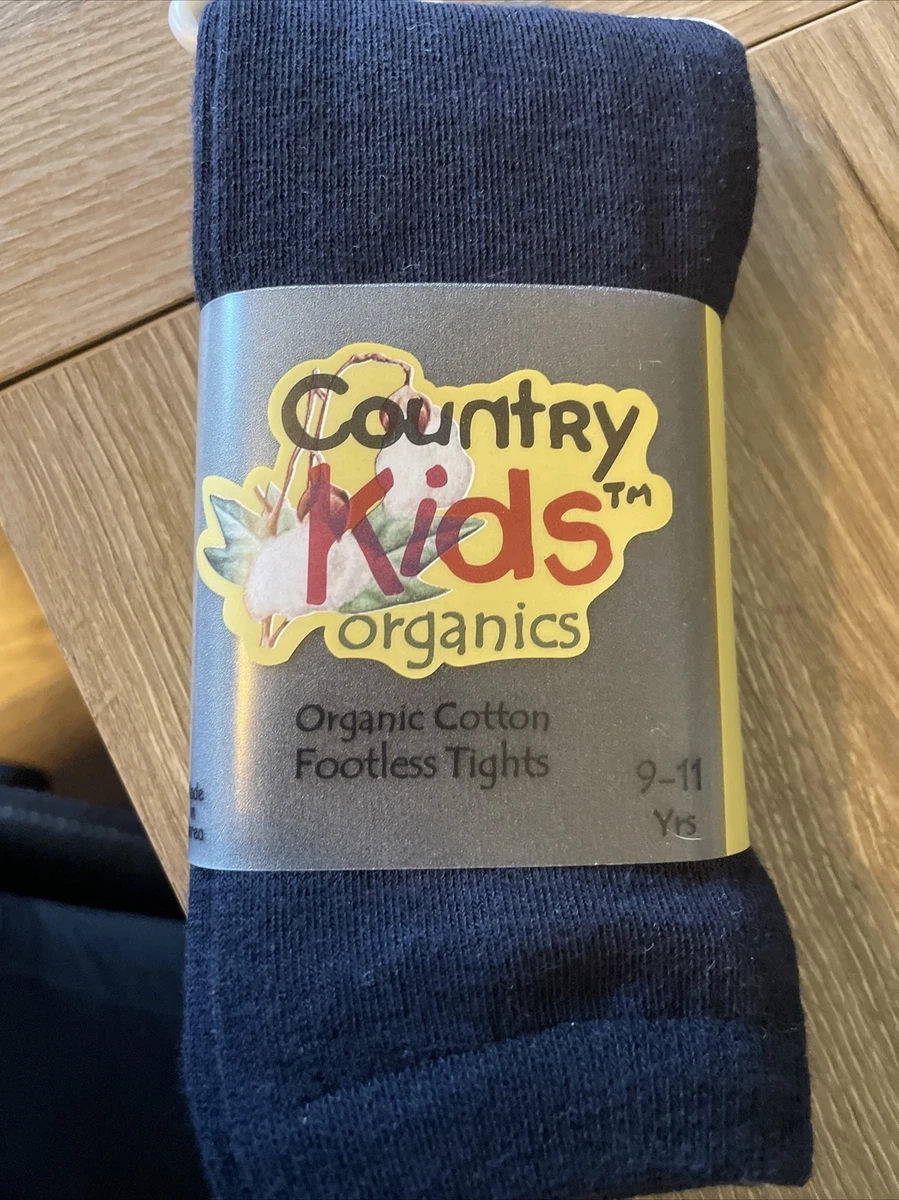 Country
Kids™
organics
Organic Cotton
Footless Tights
9-11
Yrs